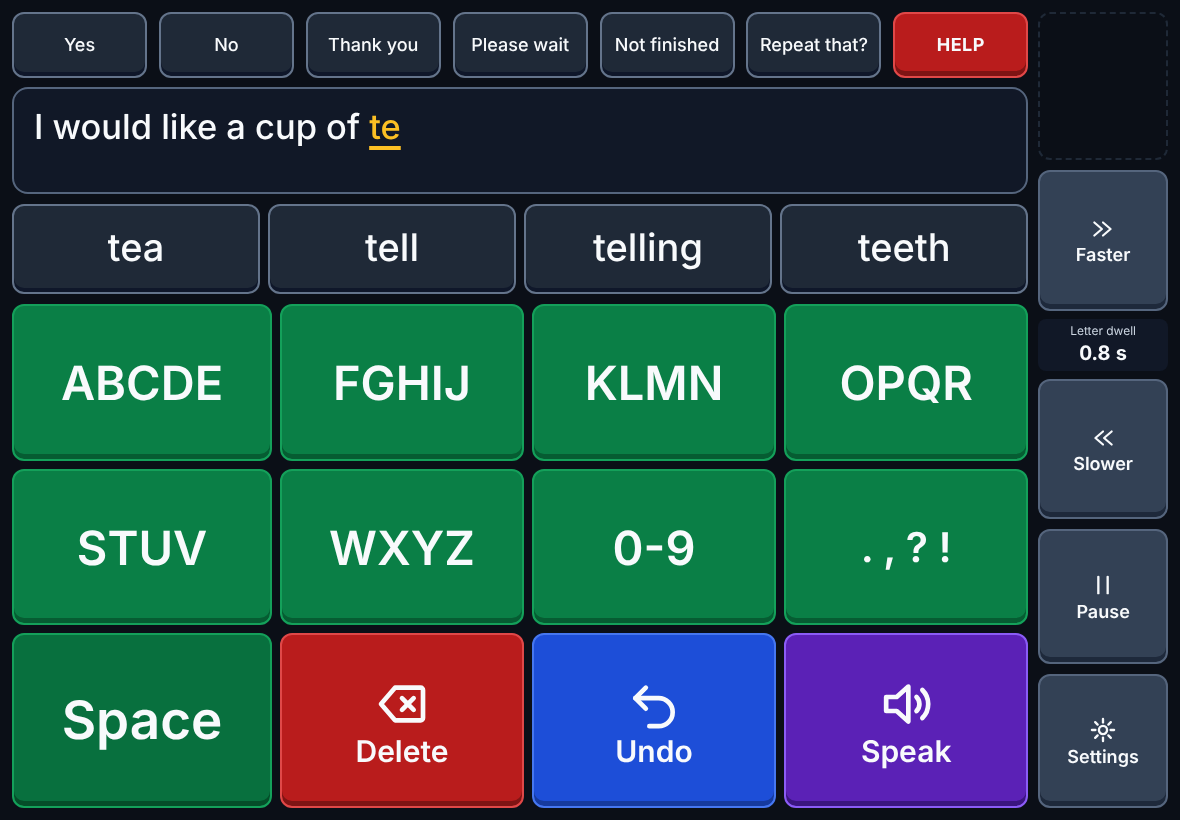 Yes
No
Thank you
Please wait
Not finished
Repeat that?
HELP
I would like a cup of te
tea
tell
telling
teeth
ABCDE
FGHIJ
KLMN
OPQR
STUV
WXYZ
0-9
. , ? !
Space
Delete
Undo
Speak
Faster
Letter dwell
0.8 s
Slower
Pause
Settings